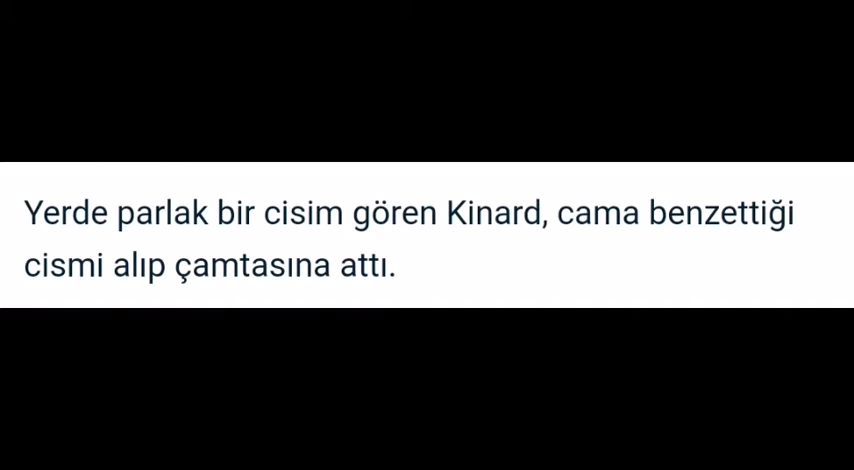 Yerde parlak bir cisim gören Kinard, cama benzettiği
cismi alıp çamtasına attı.